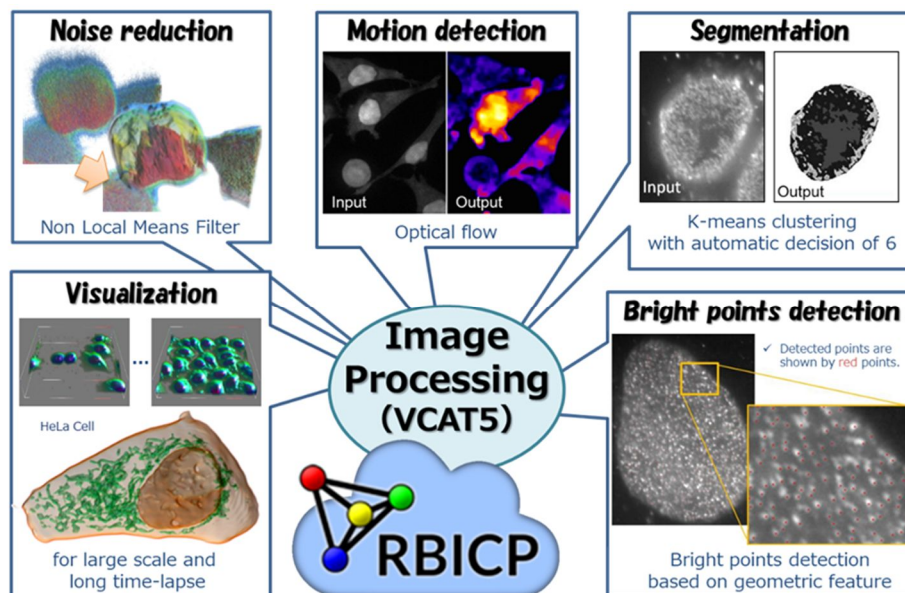 Noise reduction
Non Local Means Filter
Motion detection
Input
Output
Optical flow
Segmentation
Input
Output
K-means clustering
with automatic decision of 6
Visualization
...
HeLa Cell
for large scale and
long time-lapse
Image
Processing
(VCAT5)
RBICP
Bright points detection
✓ Detected points are
shown by red points.
Bright points detection
based on geometric feature